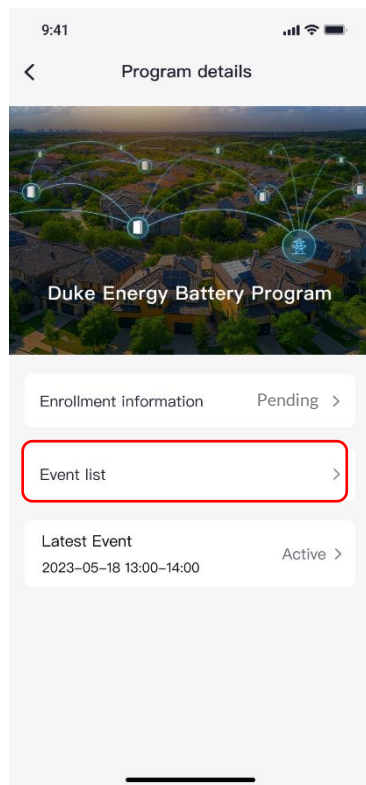 9:41
Program details
Duke Energy Battery Program
Enrollment information Pending
Event list
Latest Event
2023-05-18 13:00-14:00 Active